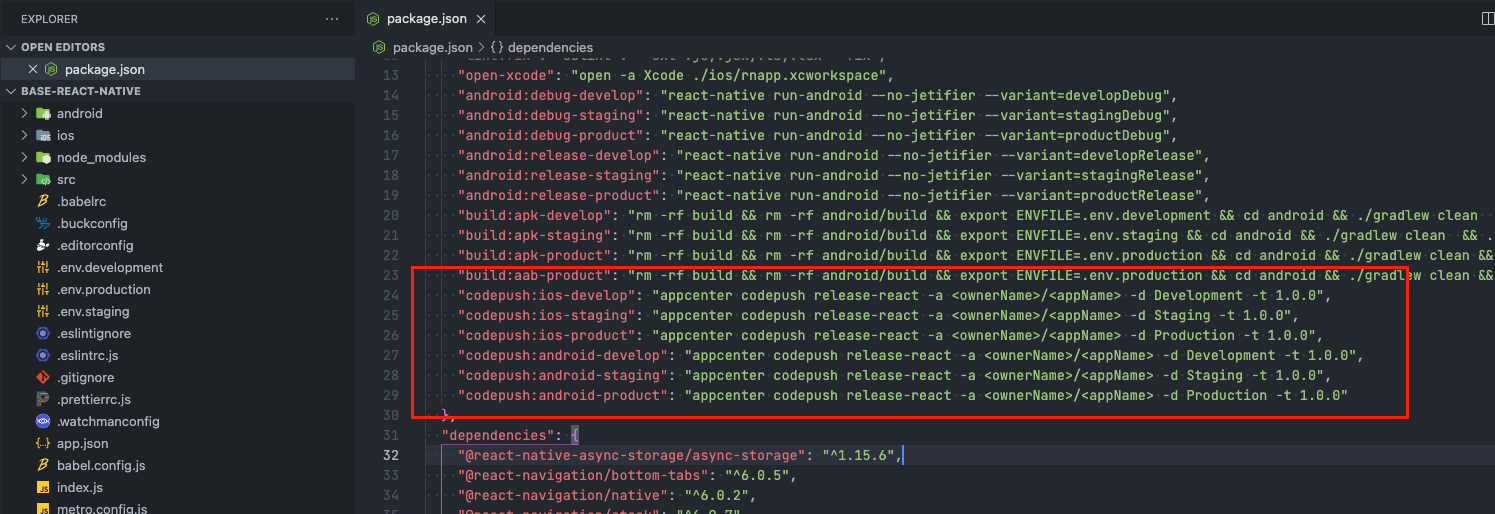 EXPLORER
···
package.json
OPEN EDITORS
package.json
BASE-REACT-NATIVE
android
ios
node_modules
src
.babelrc
.buckconfig
.editorconfig
.env.development
.env.production
.env.staging
.eslintignore
.eslintrc.js
.gitignore
.prettierrc.js
.watchmanconfig
app.json
babel.config.js
index.js
metro.config.js
package.json > {} dependencies
13 "open-xcode": "open -a Xcode ./ios/rnapp.xcworkspace",
14 "android:debug-develop": "react-native run-android --no-jetifier --variant=developDebug",
15 "android:debug-staging": "react-native run-android --no-jetifier --variant=stagingDebug",
16 "android:debug-product": "react-native run-android --no-jetifier --variant=productDebug",
17 "android:release-develop": "react-native run-android --no-jetifier --variant=developRelease",
18 "android:release-staging": "react-native run-android --no-jetifier --variant=stagingRelease",
19 "android:release-product": "react-native run-android --no-jetifier --variant=productRelease",
20 "build:apk-develop": "rm -rf build && rm -rf android/build && export ENVFILE=.env.development && cd android && ./gradlew clean
21 "build:apk-staging": "rm -rf build && rm -rf android/build && export ENVFILE=.env.staging && cd android && ./gradlew clean && .
22 "build:apk-product": "rm -rf build && rm -rf android/build && export ENVFILE=.env.production && cd android && ./gradlew clean &&
23 "build:aab-product": "rm -rf build && rm -rf android/build && export ENVFILE=.env.production && cd android && ./gradlew clean &&
24 "codepush:ios-develop": "appcenter codepush release-react -a <ownerName>/<appName> -d Development -t 1.0.0",
25 "codepush:ios-staging": "appcenter codepush release-react -a <ownerName>/<appName> -d Staging -t 1.0.0",
26 "codepush:ios-product": "appcenter codepush release-react -a <ownerName>/<appName> -d Production -t 1.0.0",
27 "codepush:android-develop": "appcenter codepush release-react -a <ownerName>/<appName> -d Development -t 1.0.0",
28 "codepush:android-staging": "appcenter codepush release-react -a <ownerName>/<appName> -d Staging -t 1.0.0",
29 "codepush:android-product": "appcenter codepush release-react -a <ownerName>/<appName> -d Production -t 1.0.0"
30 },
31 "dependencies": {
32 "@react-native-async-storage/async-storage": "^1.15.6",
33 "@react-navigation/bottom-tabs": "^6.0.5",
34 "@react-navigation/native": "^6.0.2",